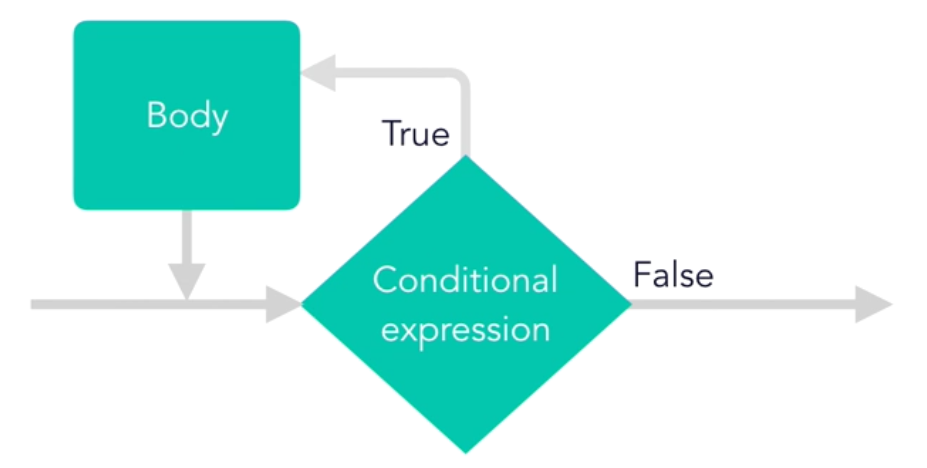 Body
True
Conditional
expression
False